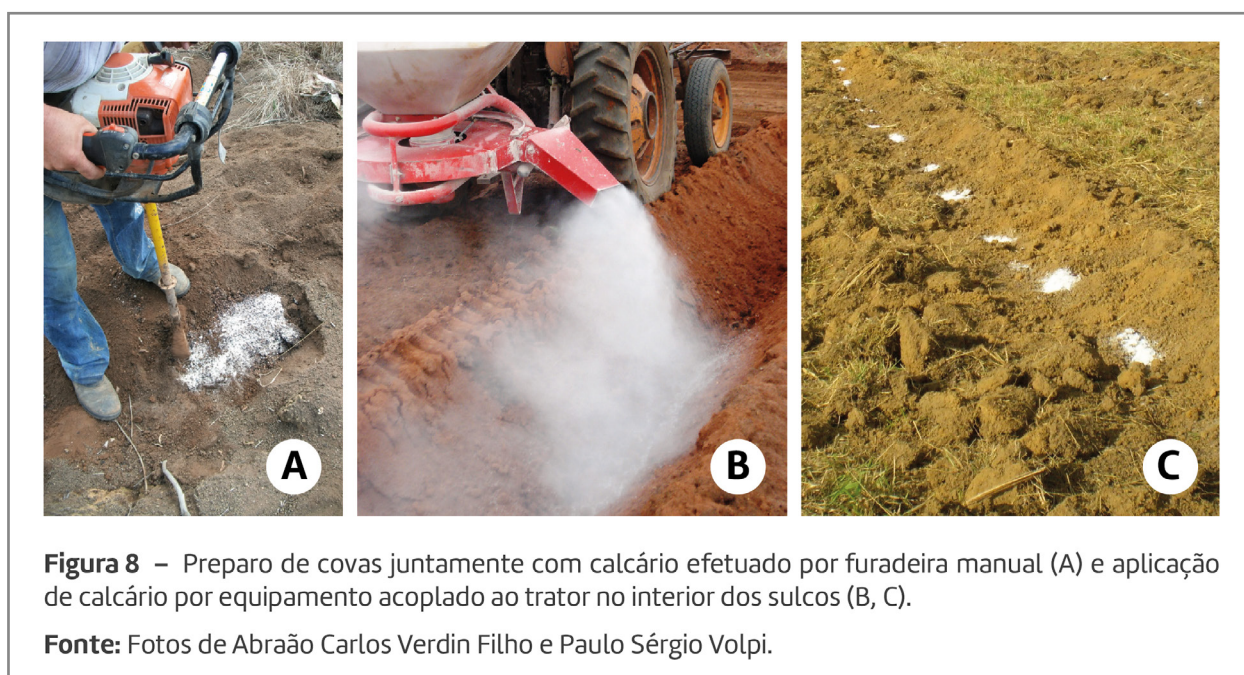 A
B
C
Figura 8 – Preparo de covas juntamente com calcário efetuado por furadeira manual (A) e aplicação
de calcário por equipamento acoplado ao trator no interior dos sulcos (B, C).
Fonte: Fotos de Abraão Carlos Verdin Filho e Paulo Sérgio Volpi.